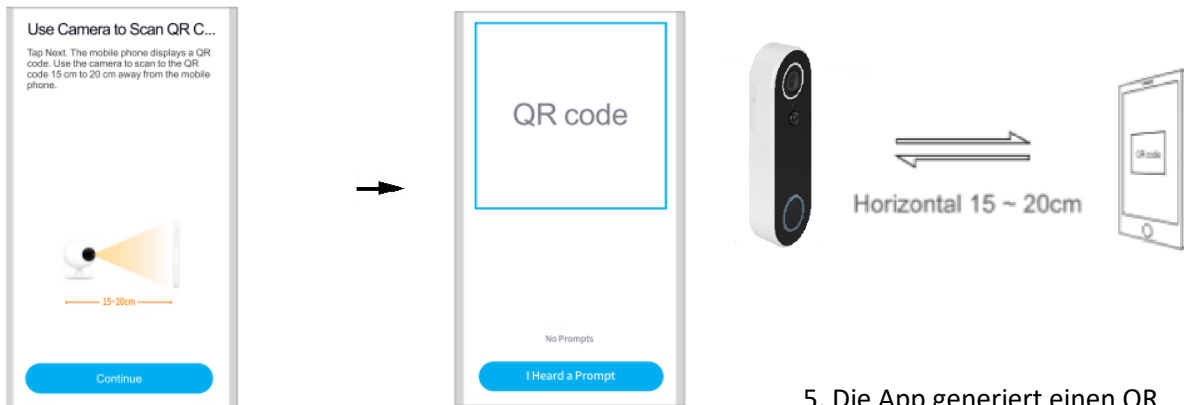 Use Camera to Scan QR C...
Tap Next. The mobile phone displays a QR
code. Use the camera to scan to the QR
code 15 cm to 20 cm away from the mobile
phone.
15~20cm
Continue
QR code
No Prompts
I Heard a Prompt
Horizontal 15 ~ 20cm
QR code
5. Die App generiert einen QR